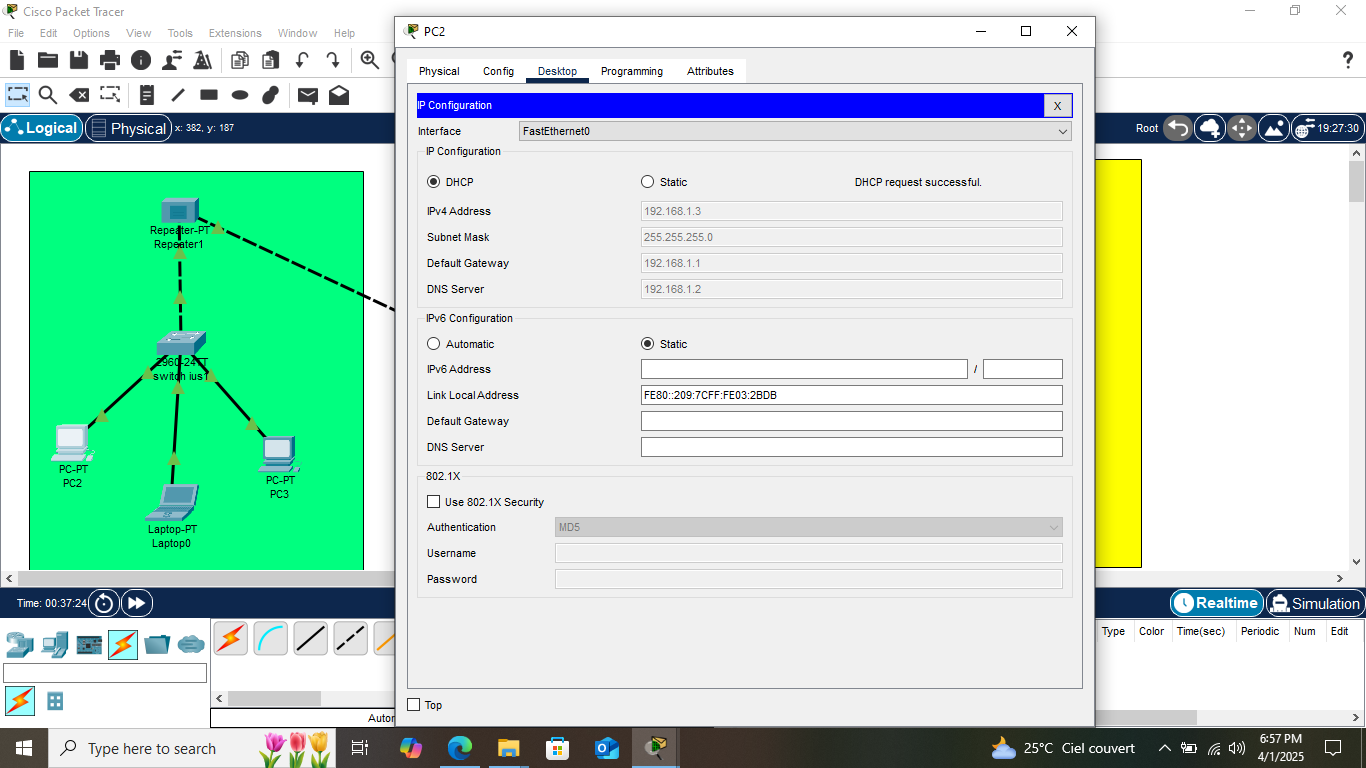 Cisco Packet Tracer
File Edit Options View Tools Extensions Window Help
Logical
Physical
x: 382, y: 187
Root
19:27:30
Repeater-PT
Repeater1
2960-24TT
switch ius1
PC-PT
PC2
PC-PT
PC3
Laptop-PT
Laptop0
PC2
Physical Config Desktop Programming Attributes
IP Configuration
X
Interface
FastEthernet0
IP Configuration
DHCP
Static
DHCP request successful.
IPv4 Address
192.168.1.3
Subnet Mask
255.255.255.0
Default Gateway
192.168.1.1
DNS Server
192.168.1.2
IPv6 Configuration
Automatic
Static
IPv6 Address
/
Link Local Address
FE80::209:7CFF:FE03:2BDB
Default Gateway
DNS Server
802.1X
Use 802.1X Security
Authentication
MD5
Username
Password
Top
Time: 00:37:24
Realtime
Simulation
Type Color Time(sec) Periodic Num Edit
Autor
Type here to search
25°C Ciel couvert
6:57 PM
4/1/2025